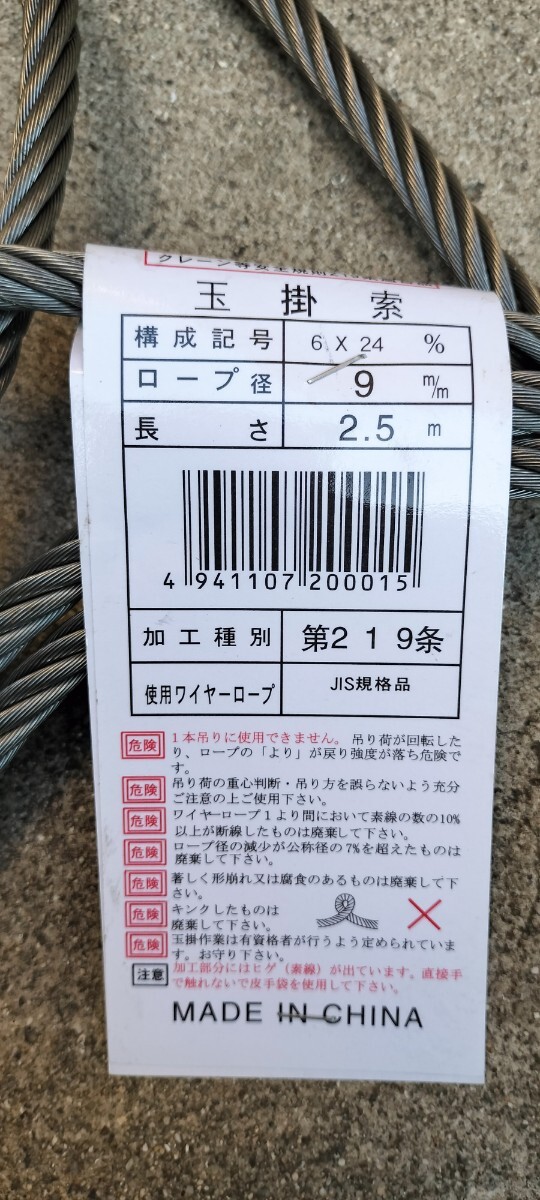 クレーン等安全規則
玉掛索
構成記号 6 X 24 %
ロープ径 9 m/m
長さ 2.5 m
4 941107 200015
加工種別 第219条
使用ワイヤーロープ JIS規格品
危険 1本吊りに使用できません。吊り荷が回転した
り、ロープの「より」が戻り強度が落ち危険で
す。
危険 吊り荷の重心判断・吊り方を誤らないよう充分
ご注意の上ご使用下さい。
危険 ワイヤーロープ1より間において素線の数の10%
以上が断線したものは廃棄して下さい。
危険 ロープ径の減少が公称径の7%を超えたものは
廃棄して下さい。
危険 著しく形崩れ又は腐食のあるものは廃棄して下
さい。
危険 キンクしたものは
廃棄して下さい。
危険 玉掛作業は有資格者が行うよう定められていま
す。お守り下さい。
注意 加工部分にはヒゲ（素線）が出ています。直接手
で触れないで皮手袋を使用して下さい。
MADE IN CHINA